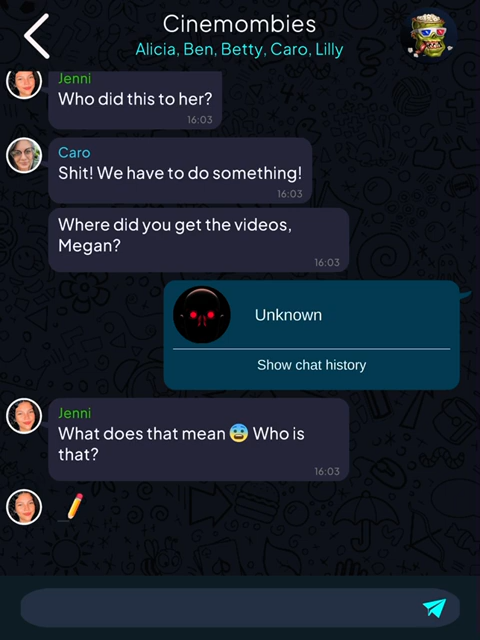 Cinemombies
Alicia, Ben, Betty, Caro, Lilly
Jenni
Who did this to her?
16:03
Caro
Shit! We have to do something!
16:03
Where did you get the videos,
Megan?
16:03
Unknown
Show chat history
Jenni
What does that mean 😨 Who is
that?
16:03